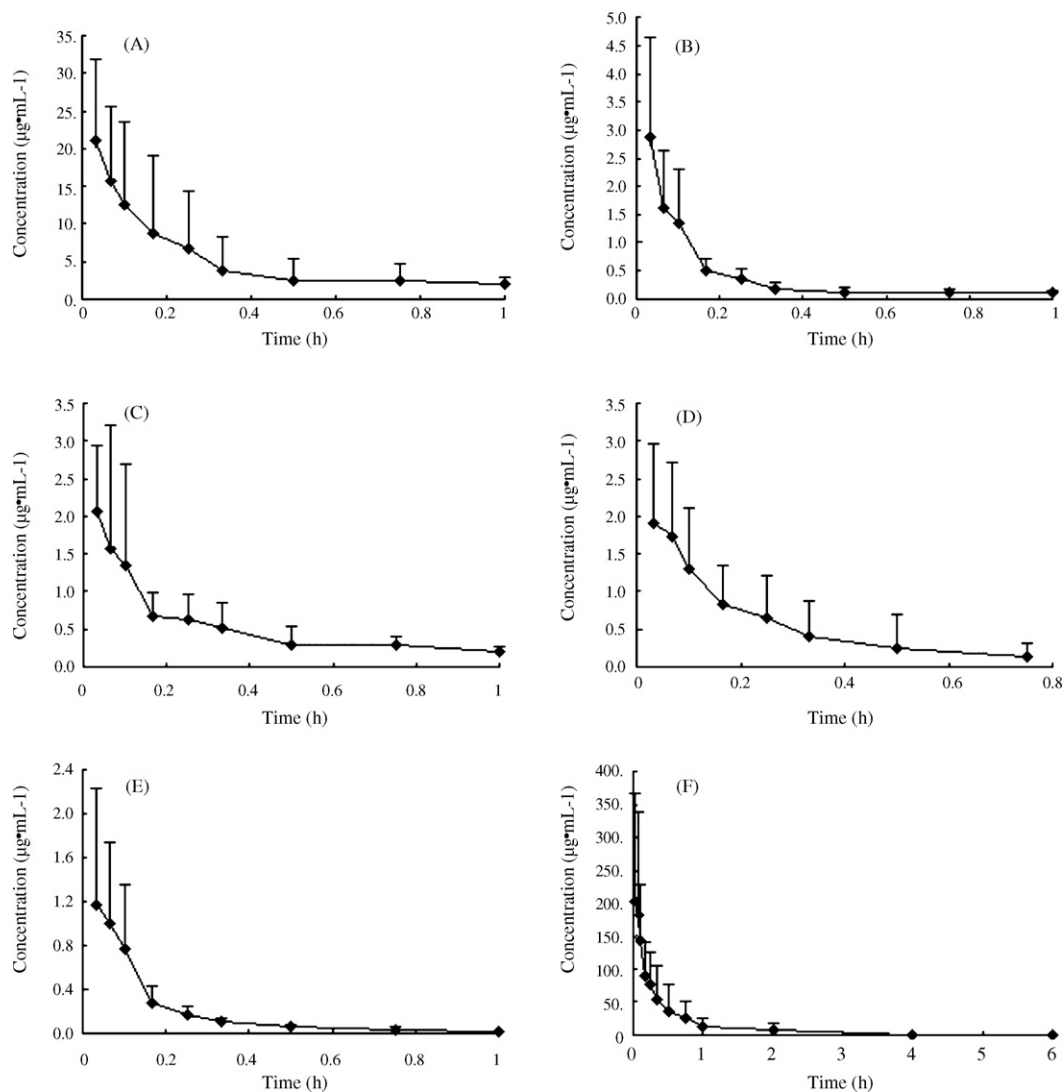 (A)
Concentration (µg•mL-1)
35.
30.
25.
20.
15.
10.
5.
0.
0 0.2 0.4 0.6 0.8 1
Time (h)
(B)
Concentration (µg•mL-1)
5.0
4.5
4.0
3.5
3.0
2.5
2.0
1.5
1.0
0.5
0.0
0 0.2 0.4 0.6 0.8 1
Time (h)
(C)
Concentration (µg•mL-1)
3.5
3.0
2.5
2.0
1.5
1.0
0.5
0.0
0 0.2 0.4 0.6 0.8 1
Time (h)
(D)
Concentration (µg•mL-1)
3.5
3.0
2.5
2.0
1.5
1.0
0.5
0.0
0 0.2 0.4 0.6 0.8
Time (h)
(E)
Concentration (µg•mL-1)
2.4
2.0
1.6
1.2
0.8
0.4
0.0
0 0.2 0.4 0.6 0.8 1
Time (h)
(F)
Concentration (µg•mL-1)
400.
350.
300.
250.
200.
150.
100.
50.
0
0 1 2 3 4 5 6
Time (h)